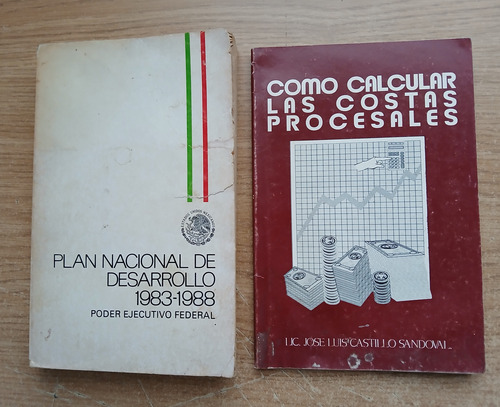 PLAN NACIONAL DE
DESARROLLO
1983-1988
PODER EJECUTIVO FEDERAL
COMO CALCULAR
LAS COSTAS
PROCESALES
LIC. JOSE LUIS CASTILLO SANDOVAL